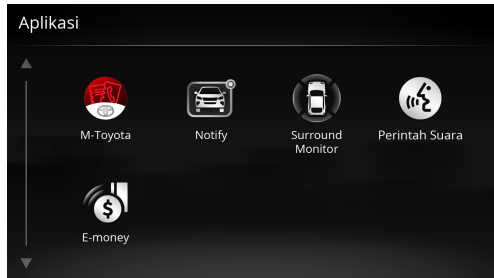 Aplikasi
M-Toyota
Notify
Surround
Monitor
Perintah Suara
E-money